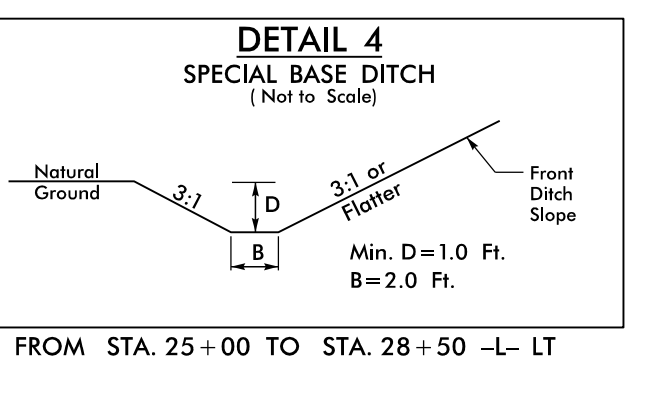 DETAIL 4
SPECIAL BASE DITCH
( Not to Scale)
Natural
Ground
3:1
D
B
3:1 or
Flatter
Front
Ditch
Slope
Min. D=1.0 Ft.
B=2.0 Ft.
FROM STA. 25+00 TO STA. 28+50 -L- LT